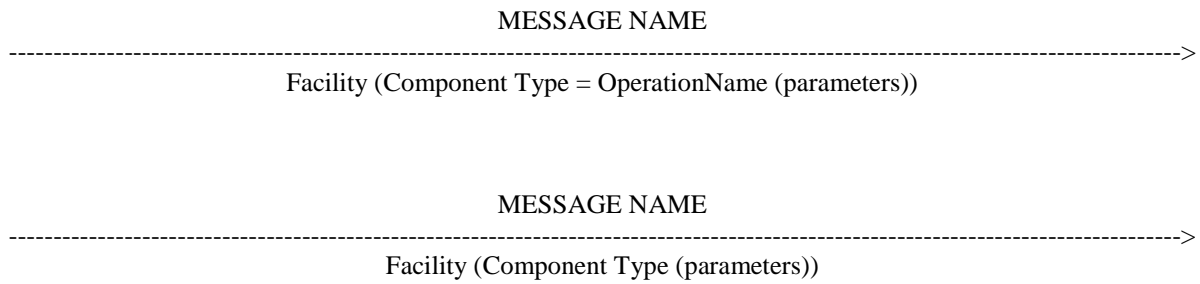 MESSAGE NAME
----------------------------------------------------------------------------------------------------------------------------------->
Facility (Component Type = OperationName (parameters))
MESSAGE NAME
----------------------------------------------------------------------------------------------------------------------------------->
Facility (Component Type (parameters))